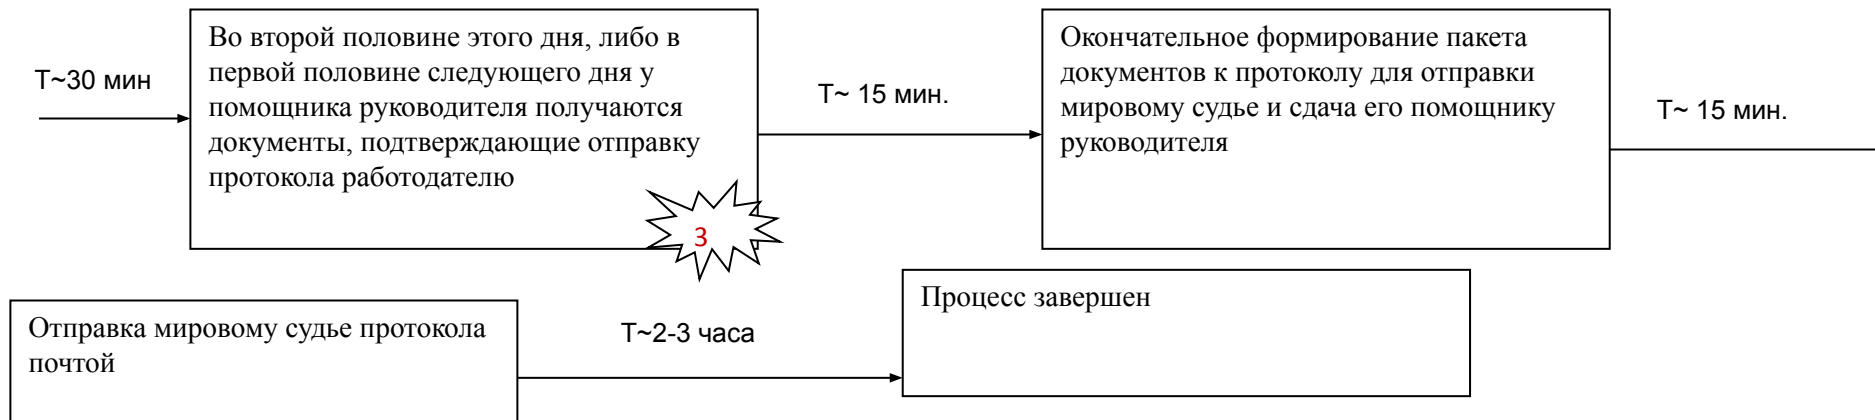 Т~30 мин
Во второй половине этого дня, либо в
первой половине следующего дня у
помощника руководителя получаются
документы, подтверждающие отправку
протокола работодателю
3
Т~ 15 мин.
Окончательное формирование пакета
документов к протоколу для отправки
мировому судье и сдача его помощнику
руководителя
Т~ 15 мин.
Отправка мировому судье протокола
почтой
Т~2-3 часа
Процесс завершен